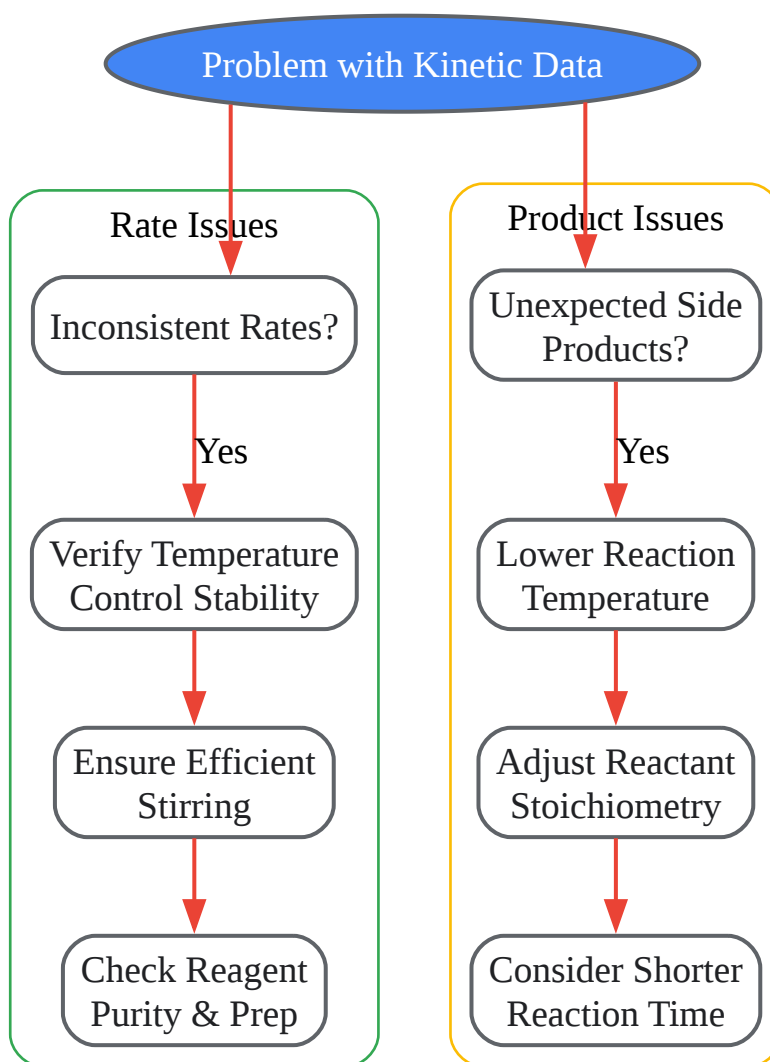 Problem with Kinetic Data
Rate Issues
Inconsistent Rates?
Yes
Verify Temperature
Control Stability
Ensure Efficient
Stirring
Check Reagent
Purity & Prep
Product Issues
Unexpected Side
Products?
Yes
Lower Reaction
Temperature
Adjust Reactant
Stoichiometry
Consider Shorter
Reaction Time